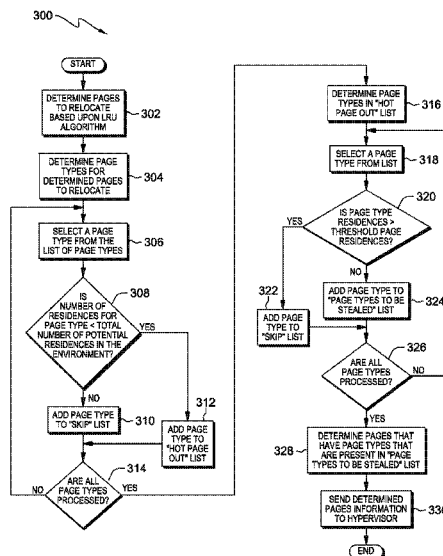 300
START
DETERMINE PAGES
TO RELOCATE
BASED UPON LRU
ALGORITHM
302
DETERMINE PAGE
TYPES FOR
DETERMINED PAGES
TO RELOCATE
304
SELECT A PAGE
TYPE FROM THE
LIST OF PAGE TYPES
306
IS
NUMBER OF
RESIDENCES FOR
PAGE TYPE < TOTAL
NUMBER OF POTENTIAL
RESIDENCES IN THE
ENVIRONMENT?
308
YES
NO
ADD PAGE TYPE
TO "SKIP" LIST
310
312
ADD PAGE
TYPE TO
"HOT PAGE
OUT" LIST
ARE ALL
PAGE TYPES
PROCESSED?
314
NO
YES
DETERMINE PAGE
TYPES IN "HOT
PAGE OUT" LIST
316
SELECT A PAGE
TYPE FROM LIST
318
320
IS PAGE TYPE
RESIDENCES >
THRESHOLD PAGE
RESIDENCES?
YES
NO
322
ADD PAGE
TYPE TO
"SKIP" LIST
ADD PAGE TYPE TO
"PAGE TYPES TO BE
STEALED" LIST
324
326
ARE ALL
PAGE TYPES
PROCESSED?
NO
YES
328
DETERMINE PAGES THAT
HAVE PAGE TYPES THAT
ARE PRESENT IN "PAGE
TYPES TO BE STEALED" LIST
SEND DETERMINED
PAGES INFORMATION
TO HYPERVISOR
330
END